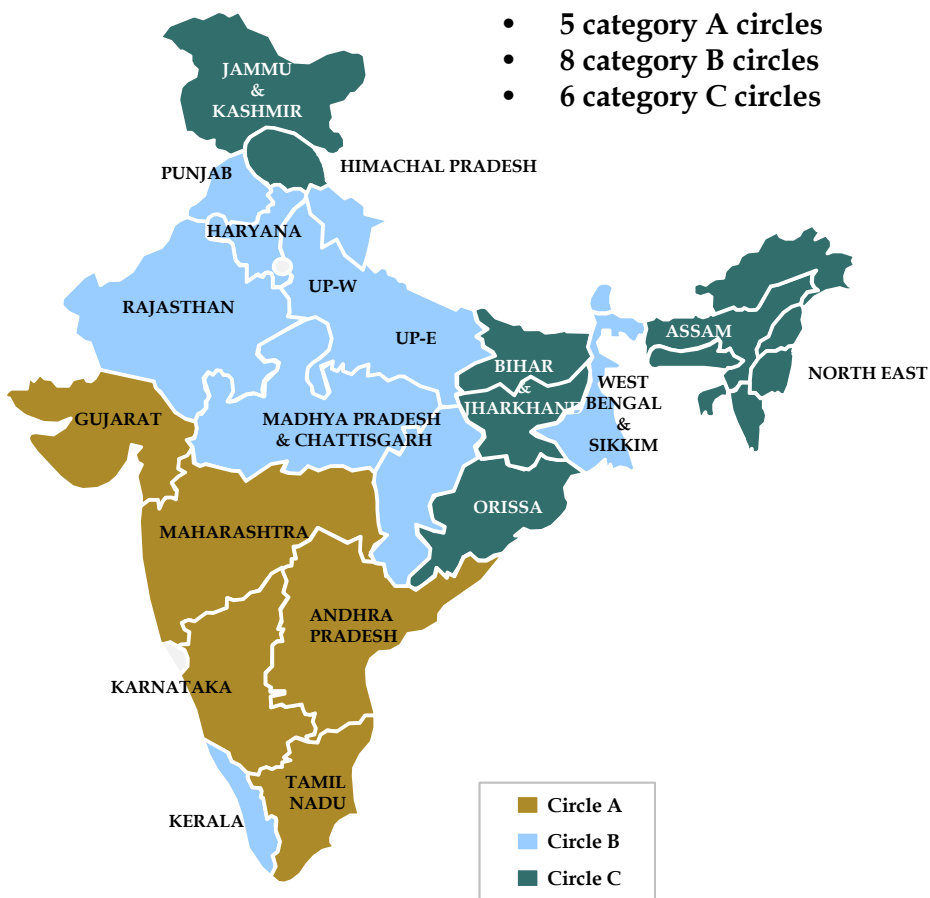 • 5 category A circles
• 8 category B circles
• 6 category C circles
JAMMU
&
KASHMIR
HIMACHAL PRADESH
PUNJAB
HARYANA
RAJASTHAN
UP-W
UP-E
ASSAM
NORTH EAST
BIHAR
&
JHARKHAND
WEST
BENGAL
&
SIKKIM
GUJARAT
MADHYA PRADESH
& CHATTISGARH
ORISSA
MAHARASHTRA
ANDHRA
PRADESH
KARNATAKA
TAMIL
NADU
KERALA
Circle A
Circle B
Circle C